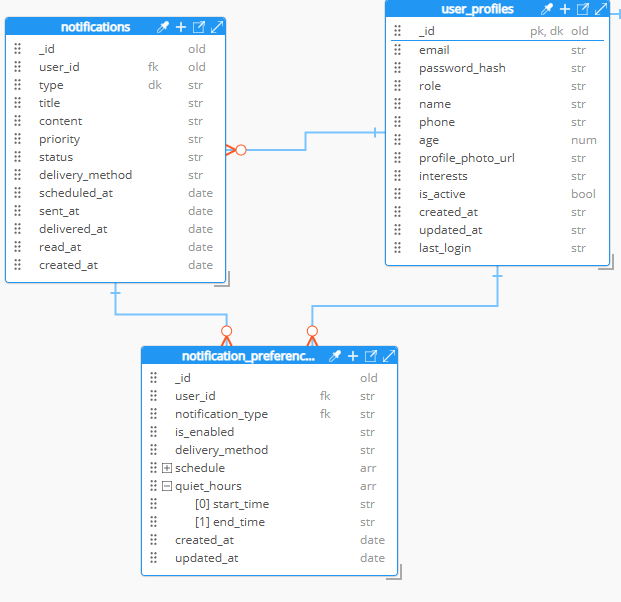 notifications
_id old
user_id fk old
type dk str
title str
content str
priority str
status str
delivery_method str
scheduled_at date
sent_at date
delivered_at date
read_at date
created_at date
user_profiles
_id pk, dk old
email str
password_hash str
role str
name str
phone str
age num
profile_photo_url str
interests str
is_active bool
created_at str
updated_at str
last_login str
notification_preferenc...
_id old
user_id fk str
notification_type fk str
is_enabled str
delivery_method str
schedule arr
quiet_hours arr
[0] start_time str
[1] end_time str
created_at date
updated_at date